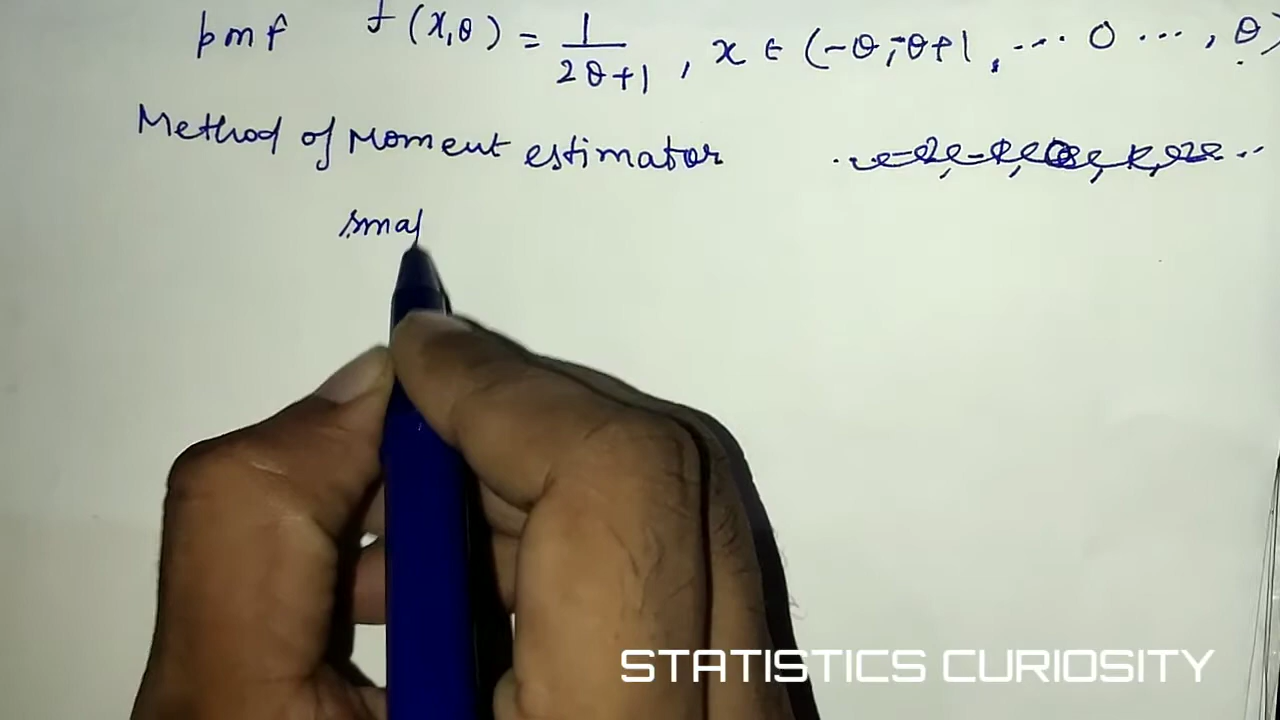 pmf f(x,θ) = 1/2θ+1 , x ∈ (-θ,-θ+1, ... 0 ..., θ)
Method of Moment estimator
smal
STATISTICS CURIOSITY